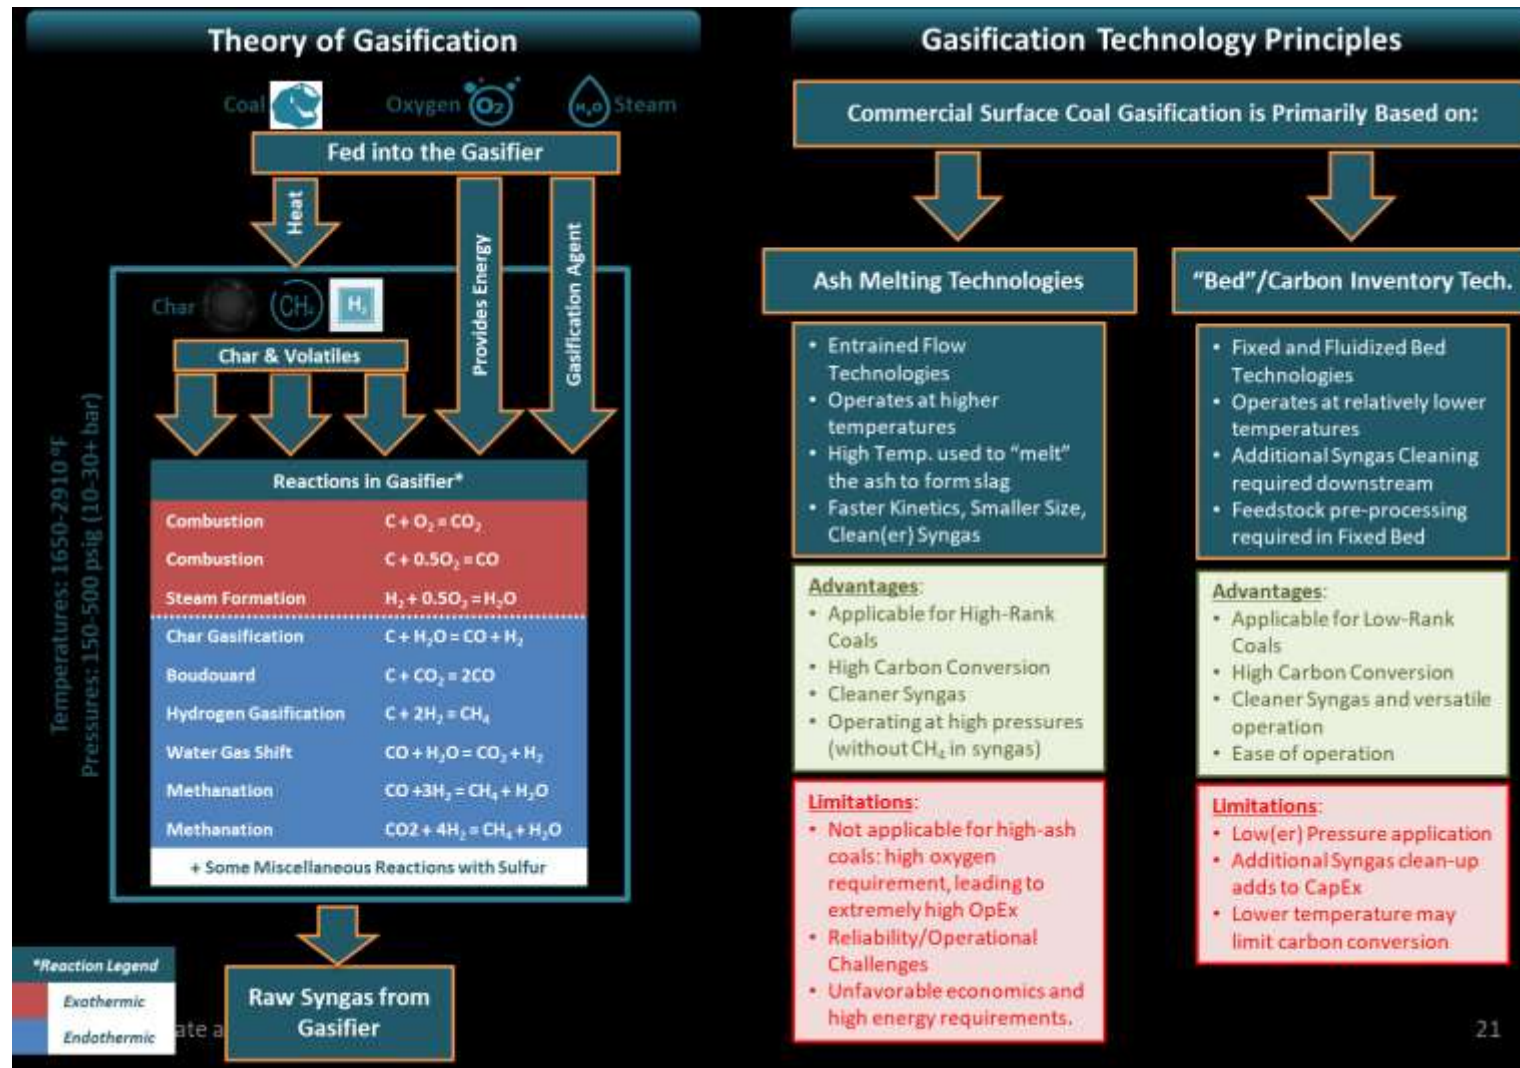 Theory of Gasification
Coal
Oxygen
O₂
H₂O
Steam
Fed into the Gasifier
Heat
Provides Energy
Gasification Agent
Char
CH₄
H₂
Char & Volatiles
Temperatures: 1650-2910 ºF
Pressures: 150-500 psig (10-30+ bar)
Reactions in Gasifier*
Combustion C + O₂ = CO₂
Combustion C + 0.5O₂ = CO
Steam Formation H₂ + 0.5O₂ = H₂O
Char Gasification C + H₂O = CO + H₂
Boudouard C + CO₂ = 2CO
Hydrogen Gasification C + 2H₂ = CH₄
Water Gas Shift CO + H₂O = CO₂ + H₂
Methanation CO +3H₂ = CH₄ + H₂O
Methanation CO2 + 4H₂ = CH₄ + H₂O
+ Some Miscellaneous Reactions with Sulfur
*Reaction Legend
Exothermic
Endothermic
ate a
Raw Syngas from
Gasifier
Gasification Technology Principles
Commercial Surface Coal Gasification is Primarily Based on:
Ash Melting Technologies
• Entrained Flow
Technologies
• Operates at higher
temperatures
• High Temp. used to “melt”
the ash to form slag
• Faster Kinetics, Smaller Size,
Clean(er) Syngas
Advantages:
• Applicable for High-Rank
Coals
• High Carbon Conversion
• Cleaner Syngas
• Operating at high pressures
(without CH₄ in syngas)
Limitations:
• Not applicable for high-ash
coals: high oxygen
requirement, leading to
extremely high OpEx
• Reliability/Operational
Challenges
• Unfavorable economics and
high energy requirements.
“Bed”/Carbon Inventory Tech.
• Fixed and Fluidized Bed
Technologies
• Operates at relatively lower
temperatures
• Additional Syngas Cleaning
required downstream
• Feedstock pre-processing
required in Fixed Bed
Advantages:
• Applicable for Low-Rank
Coals
• High Carbon Conversion
• Cleaner Syngas and versatile
operation
• Ease of operation
Limitations:
• Low(er) Pressure application
• Additional Syngas clean-up
adds to CapEx
• Lower temperature may
limit carbon conversion
21